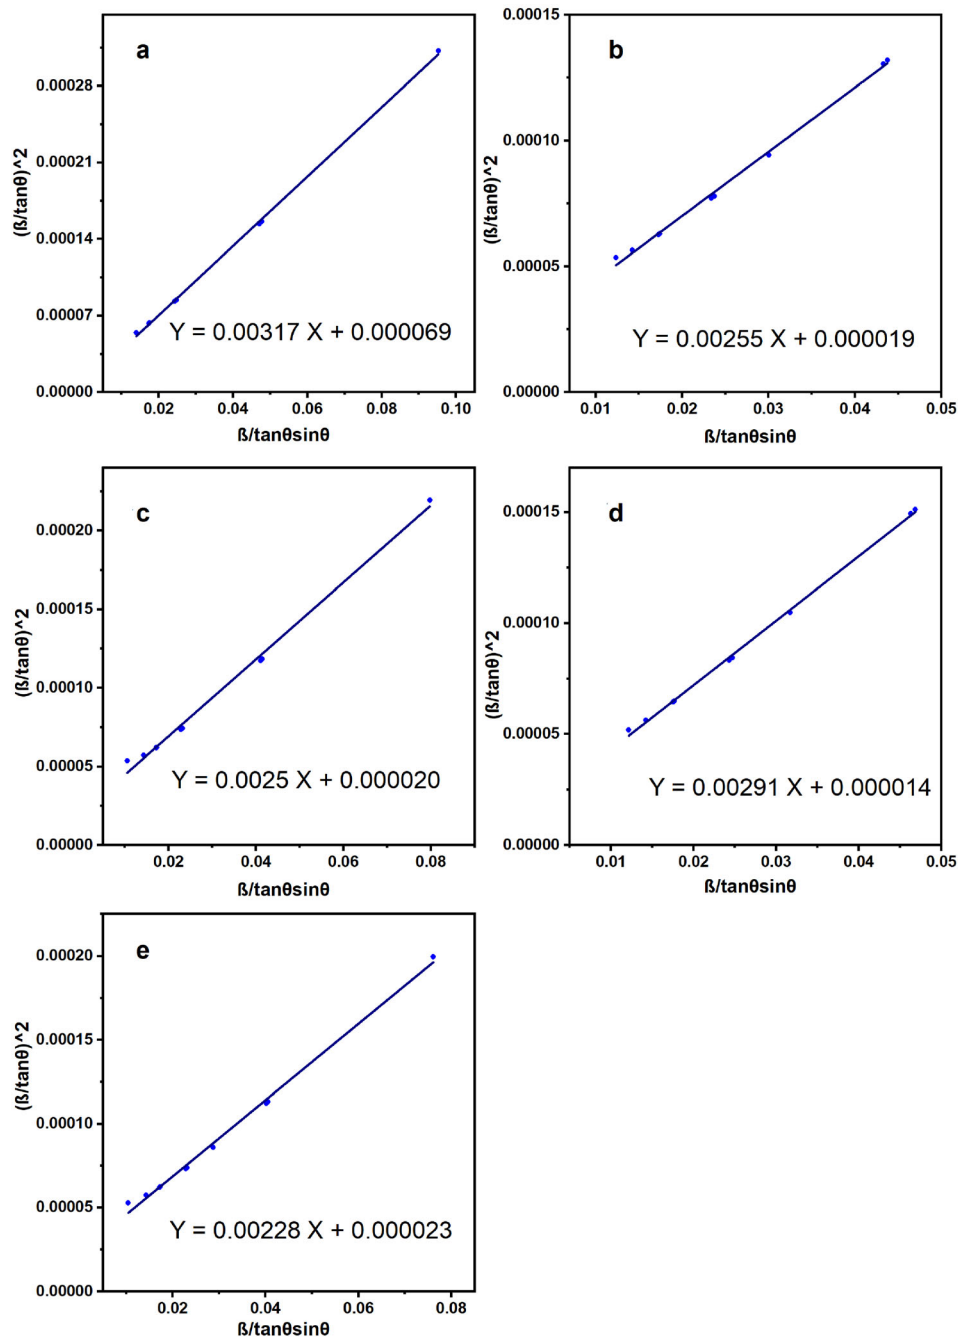 a
0.00028
0.00021
0.00014
0.00007
0.00000
(ß/tanθ)^2
Y = 0.00317 X + 0.000069
0.02 0.04 0.06 0.08 0.10
ß/tanθsinθ
b
0.00015
0.00010
0.00005
0.00000
(ß/tanθ)^2
Y = 0.00255 X + 0.000019
0.01 0.02 0.03 0.04 0.05
ß/tanθsinθ
c
0.00020
0.00015
0.00010
0.00005
0.00000
(ß/tanθ)^2
Y = 0.0025 X + 0.000020
0.02 0.04 0.06 0.08
ß/tanθsinθ
d
0.00015
0.00010
0.00005
0.00000
(ß/tanθ)^2
Y = 0.00291 X + 0.000014
0.01 0.02 0.03 0.04 0.05
ß/tanθsinθ
e
0.00020
0.00015
0.00010
0.00005
0.00000
(ß/tanθ)^2
Y = 0.00228 X + 0.000023
0.02 0.04 0.06 0.08
ß/tanθsinθ